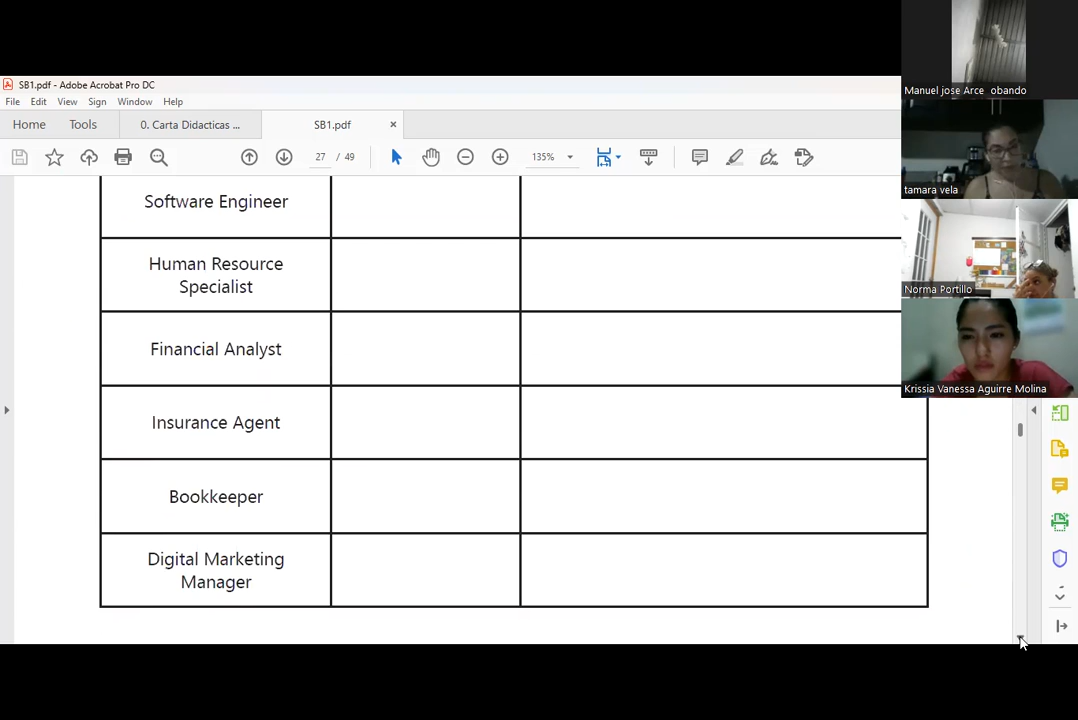 SB1.pdf - Adobe Acrobat Pro DC
File Edit View Sign Window Help
Home Tools 0. Carta Didacticas ... SB1.pdf ×
27 / 49 135%
Software Engineer
Human Resource
Specialist
Financial Analyst
Insurance Agent
Bookkeeper
Digital Marketing
Manager
Manuel jose Arce obando
tamara vela
Norma Portillo
Krissia Vanessa Aguirre Molina